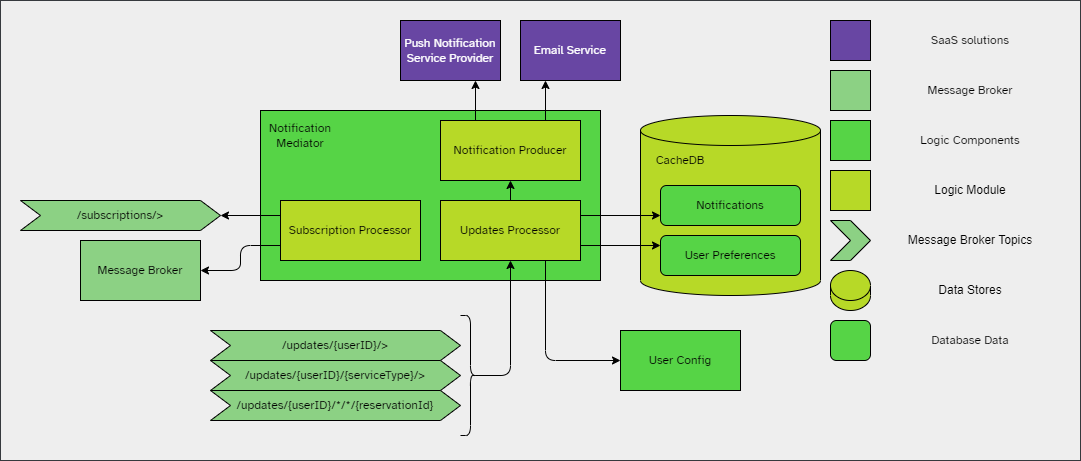 Push Notification
Service Provider
Email Service
SaaS solutions
Message Broker
Logic Components
Logic Module
Message Broker Topics
Data Stores
Database Data
Notification
Mediator
Notification Producer
CacheDB
Notifications
User Preferences
/subscriptions/>
Subscription Processor
Updates Processor
Message Broker
/updates/{userID}/>
/updates/{userID}/{serviceType}/>
/updates/{userID}/*/*/{reservationId}
User Config